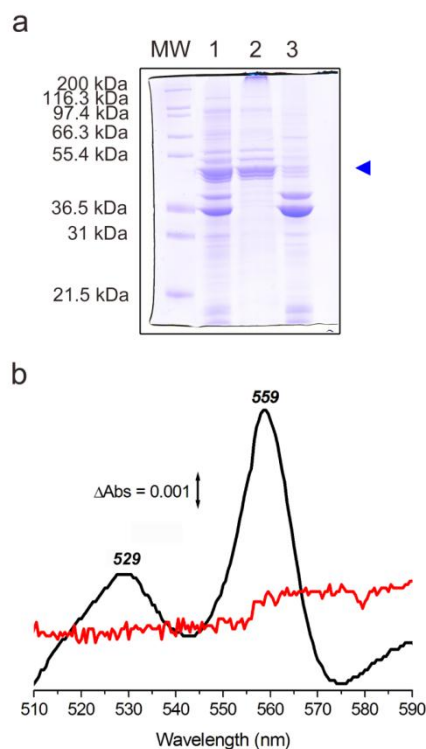 a
MW 1 2 3
200 kDa
116.3 kDa
97.4 kDa
66.3 kDa
55.4 kDa
36.5 kDa
31 kDa
21.5 kDa
b
559
ΔAbs = 0.001
529
510 520 530 540 550 560 570 580 590
Wavelength (nm)